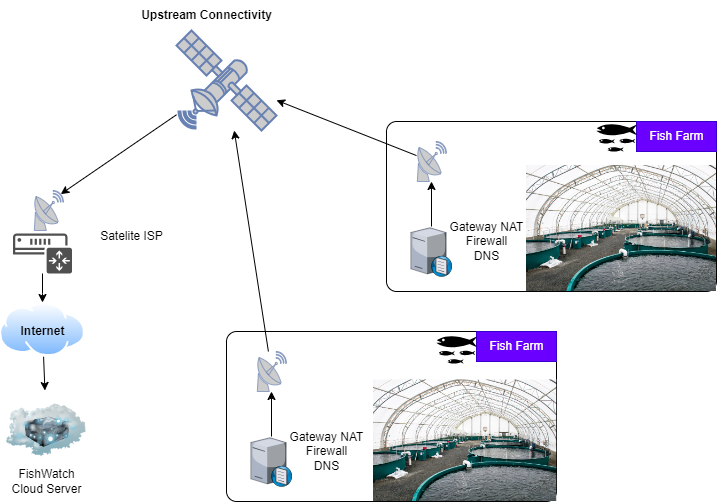 Upstream Connectivity
Fish Farm
Gateway NAT
Firewall
DNS
Satelite ISP
Internet
Fish Farm
Gateway NAT
Firewall
DNS
FishWatch
Cloud Server